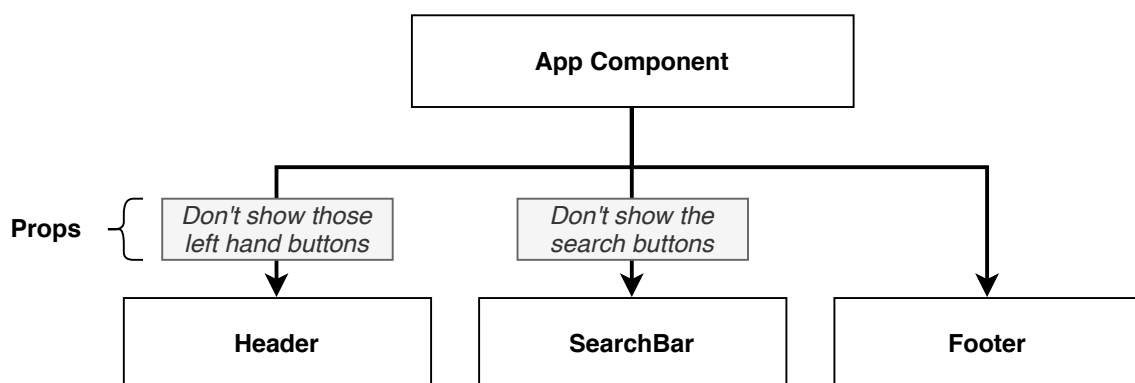 App Component
Props
Don't show those
left hand buttons
Don't show the
search buttons
Header
SearchBar
Footer